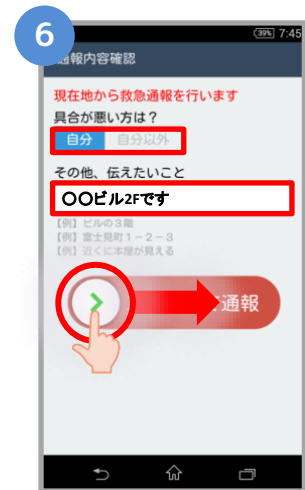 6
39% 7:45
通報内容確認
現在地から救急通報を行います
具合が悪い方は？
自分 自分以外
その他、伝えたいこと
〇〇ビル2Fです
【例】ビルの３階
【例】富士見町１－２－３
【例】近くに本屋が見える
通報